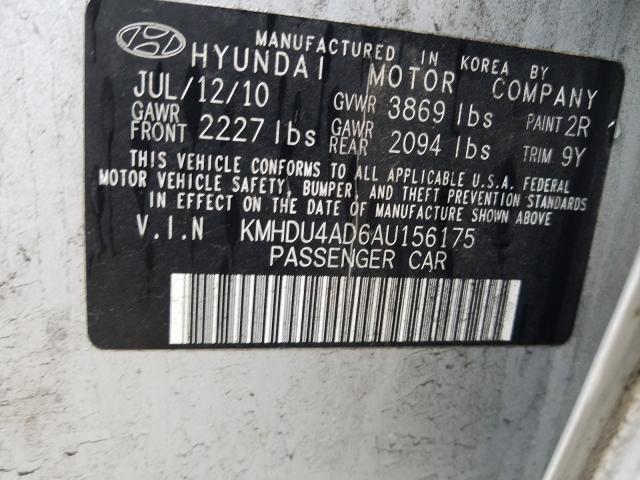 MANUFACTURED IN KOREA BY
HYUNDAI MOTOR COMPANY
JUL/12/10 GVWR 3869 lbs PAINT 2R
GAWR FRONT 2227 lbs GAWR REAR 2094 lbs TRIM 9Y
THIS VEHICLE CONFORMS TO ALL APPLICABLE U.S.A. FEDERAL
MOTOR VEHICLE SAFETY, BUMPER, AND THEFT PREVENTION STANDARDS
IN EFFECT ON THE DATE OF MANUFACTURE SHOWN ABOVE
V.I.N KMHDU4AD6AU156175
PASSENGER CAR